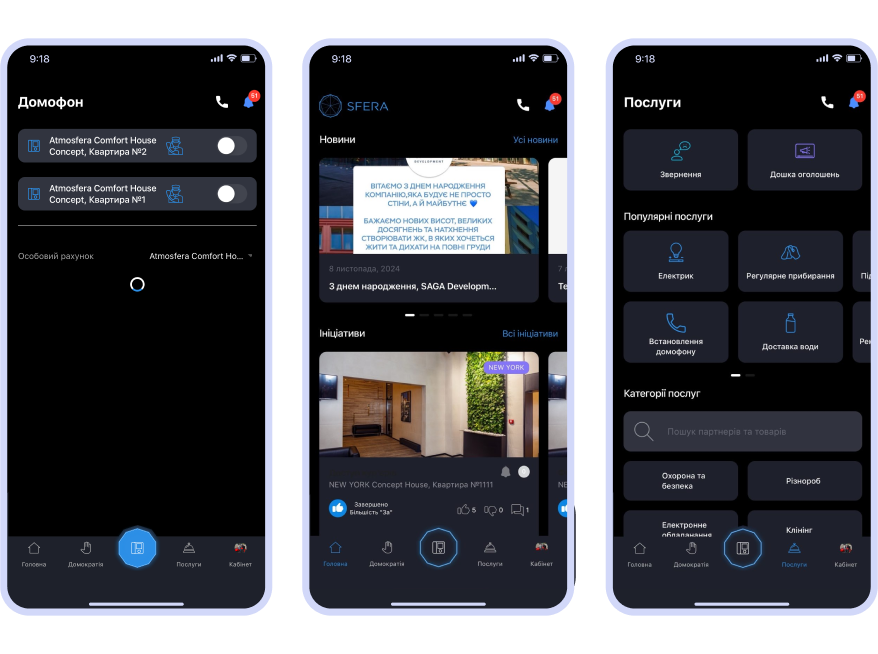 9:18
Домофон
51
Atmosfera Comfort House
Concept, Квартира №2
Atmosfera Comfort House
Concept, Квартира №1
Особовий рахунок
Atmosfera Comfort Ho...
Головна
Домократія
Послуги
Кабінет
9:18
SFERA
51
Новини
Усі новини
DEVELOPMENT
ВІТАЄМО З ДНЕМ НАРОДЖЕННЯ
КОМПАНІЮ,ЯКА БУДУЄ НЕ ПРОСТО
СТІНИ, А Й МАЙБУТНЄ 💙
БАЖАЄМО НОВИХ ВИСОТ, ВЕЛИКИХ
ДОСЯГНЕНЬ ТА НАТХНЕННЯ
СТВОРЮВАТИ ЖК, В ЯКИХ ХОЧЕТЬСЯ
ЖИТИ ТА ДИХАТИ НА ПОВНІ ГРУДИ
8 листопада, 2024
З днем народження, SAGA Developm...
7 л
Те
Ініціативи
Всі ініціативи
NEW YORK
NEW YORK Concept House, Квартира №1111
NE
Завершено
Більшість "За"
5
0
1
Головна
Домократія
Послуги
Кабінет
9:18
Послуги
51
Звернення
Дошка оголошень
Популярні послуги
Електрик
Регулярне прибирання
Під
Встановлення
домофону
Доставка води
Рем
Категорії послуг
Пошук партнерів та товарів
Охорона та
безпека
Різнороб
Електронне
обладнання
Клінінг
Головна
Домократія
Послуги
Кабінет